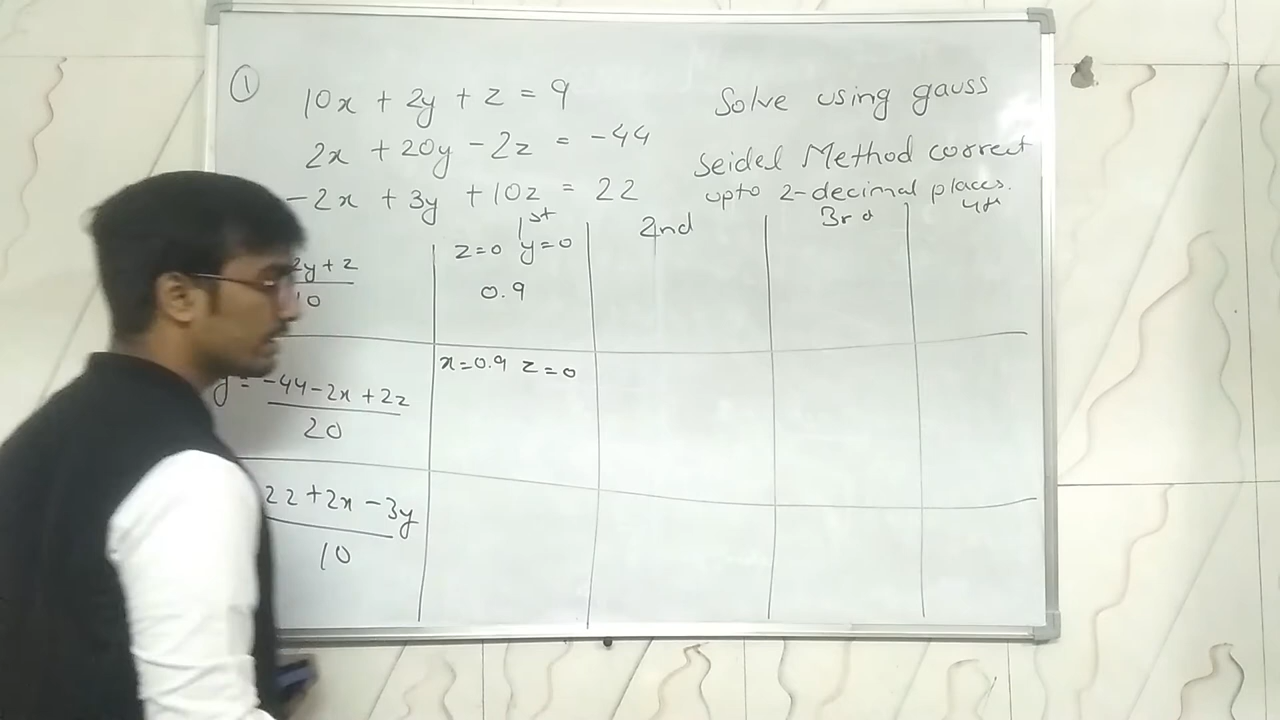 ①
10x + 2y + z = 9
2x + 20y - 2z = -44
-2x + 3y + 10z = 22
Solve using gauss
Seidel Method correct
upto 2-decimal places.
1st
2nd
3rd
4th
2y + z
10
z=0 y=0
0.9
y = -44-2x+2z
20
x=0.9 z=0
22+2x-3y
10